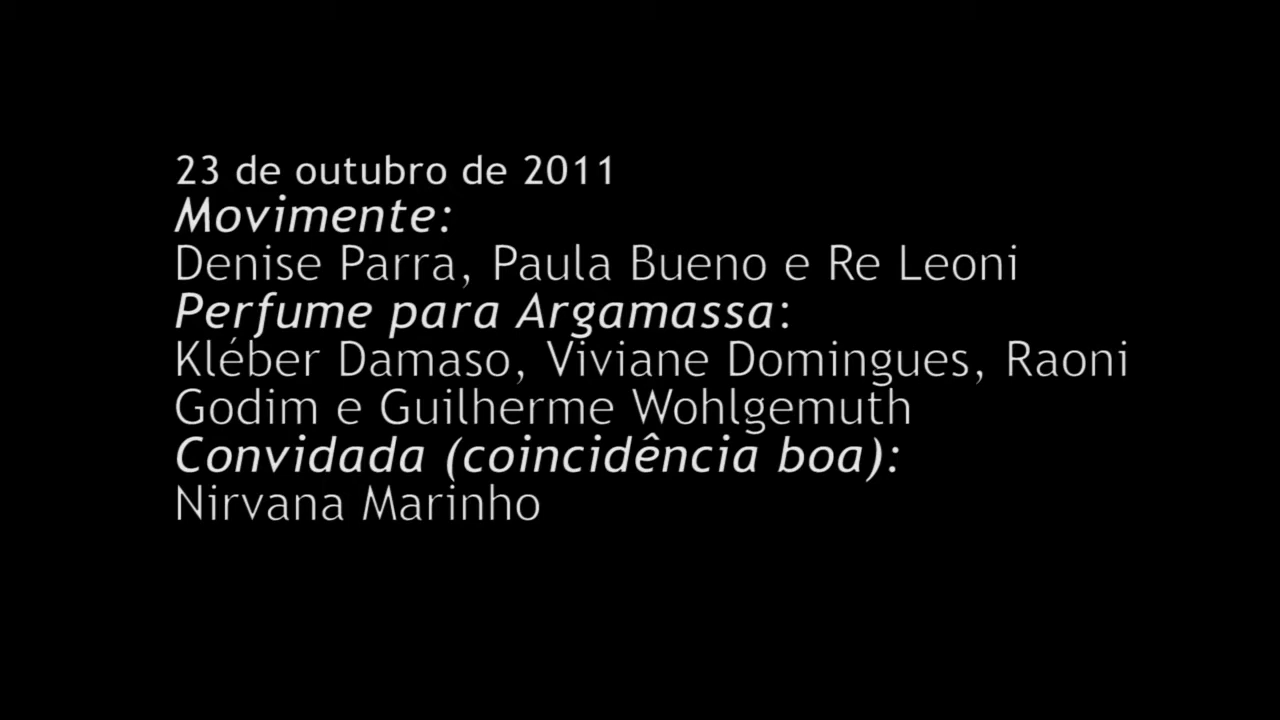 23 de outubro de 2011
Movimente:
Denise Parra, Paula Bueno e Re Leoni
Perfume para Argamassa:
Kléber Damaso, Viviane Domingues, Raoni
Godim e Guilherme Wohlgemuth
Convidada (coincidência boa):
Nirvana Marinho